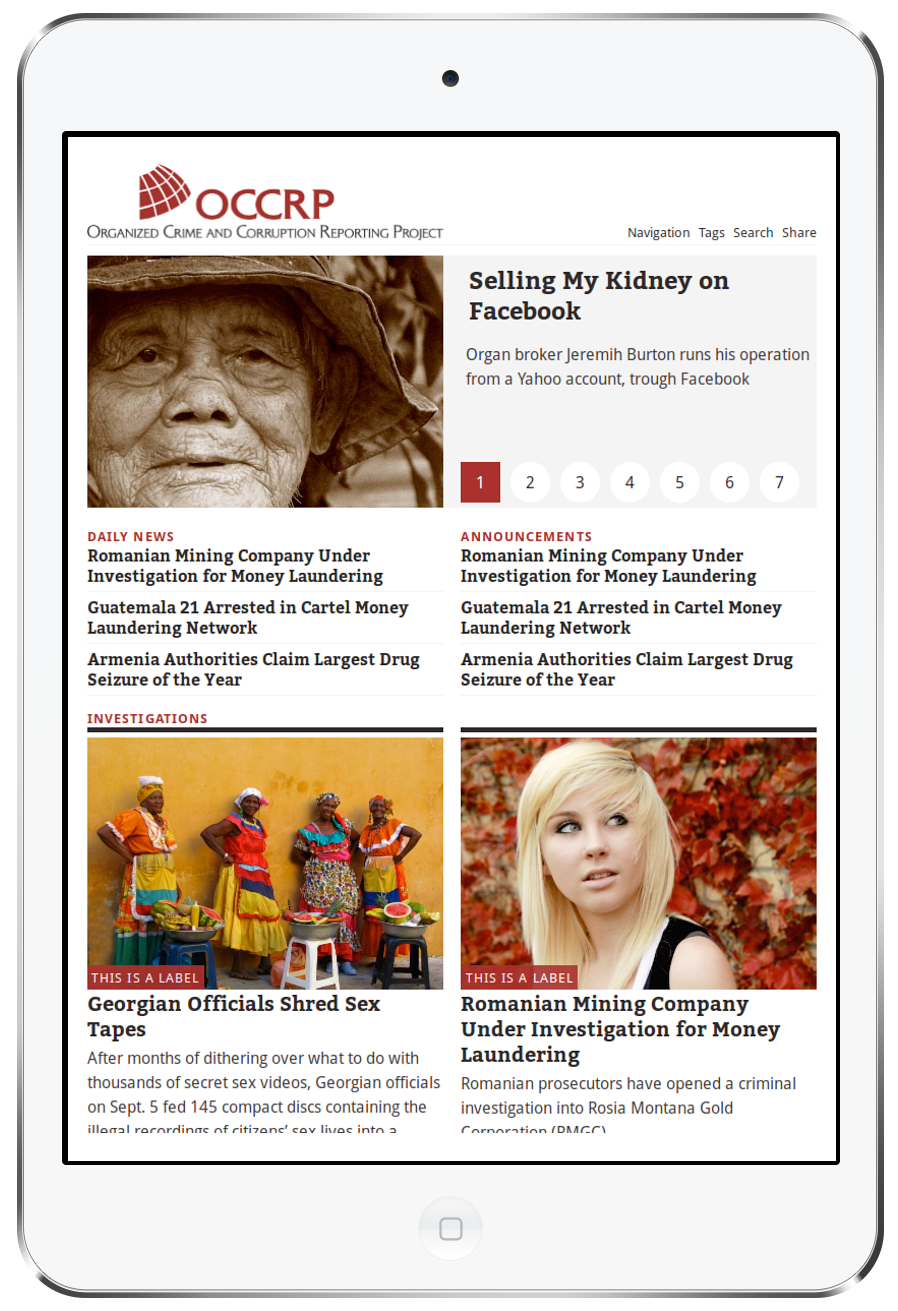 OCCRP
ORGANIZED CRIME AND CORRUPTION REPORTING PROJECT
Navigation Tags Search Share
Selling My Kidney on
Facebook
Organ broker Jeremih Burton runs his operation
from a Yahoo account, trough Facebook
1 2 3 4 5 6 7
DAILY NEWS
Romanian Mining Company Under
Investigation for Money Laundering
Guatemala 21 Arrested in Cartel Money
Laundering Network
Armenia Authorities Claim Largest Drug
Seizure of the Year
ANNOUNCEMENTS
Romanian Mining Company Under
Investigation for Money Laundering
Guatemala 21 Arrested in Cartel Money
Laundering Network
Armenia Authorities Claim Largest Drug
Seizure of the Year
INVESTIGATIONS
THIS IS A LABEL
Georgian Officials Shred Sex
Tapes
After months of dithering over what to do with
thousands of secret sex videos, Georgian officials
on Sept. 5 fed 145 compact discs containing the
illegal recordings of citizens’ sex lives into a
THIS IS A LABEL
Romanian Mining Company
Under Investigation for Money
Laundering
Romanian prosecutors have opened a criminal
investigation into Rosia Montana Gold
Corporation (RMGC)